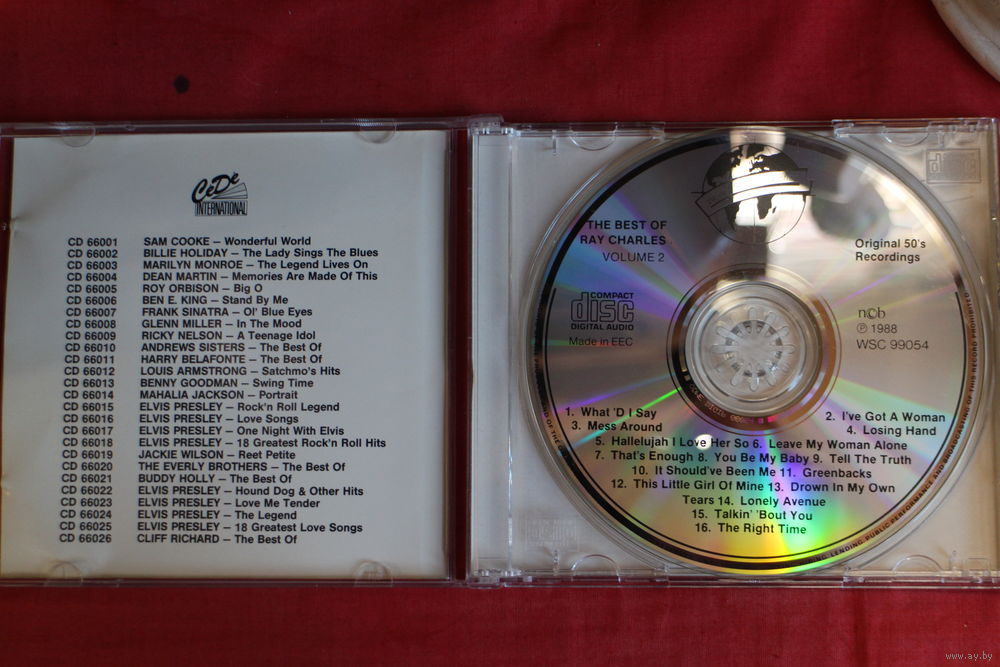 CeDe
INTERNATIONAL
CD 66001 SAM COOKE – Wonderful World
CD 66002 BILLIE HOLIDAY – The Lady Sings The Blues
CD 66003 MARILYN MONROE – The Legend Lives On
CD 66004 DEAN MARTIN – Memories Are Made Of This
CD 66005 ROY ORBISON – Big O
CD 66006 BEN E. KING – Stand By Me
CD 66007 FRANK SINATRA – Ol' Blue Eyes
CD 66008 GLENN MILLER – In The Mood
CD 66009 RICKY NELSON – A Teenage Idol
CD 66010 ANDREWS SISTERS – The Best Of
CD 66011 HARRY BELAFONTE – The Best Of
CD 66012 LOUIS ARMSTRONG – Satchmo's Hits
CD 66013 BENNY GOODMAN – Swing Time
CD 66014 MAHALIA JACKSON – Portrait
CD 66015 ELVIS PRESLEY – Rock'n Roll Legend
CD 66016 ELVIS PRESLEY – Love Songs
CD 66017 ELVIS PRESLEY – One Night With Elvis
CD 66018 ELVIS PRESLEY – 18 Greatest Rock'n Roll Hits
CD 66019 JACKIE WILSON – Reet Petite
CD 66020 THE EVERLY BROTHERS – The Best Of
CD 66021 BUDDY HOLLY – The Best Of
CD 66022 ELVIS PRESLEY – Hound Dog & Other Hits
CD 66023 ELVIS PRESLEY – Love Me Tender
CD 66024 ELVIS PRESLEY – The Legend
CD 66025 ELVIS PRESLEY – 18 Greatest Love Songs
CD 66026 CLIFF RICHARD – The Best Of
THE BEST OF
RAY CHARLES
VOLUME 2
Original 50's
Recordings
COMPACT
disc
DIGITAL AUDIO
Made in EEC
n©b
℗ 1988
WSC 99054
1. What 'D I Say 2. I've Got A Woman
3. Mess Around 4. Losing Hand
5. Hallelujah I Love Her So 6. Leave My Woman Alone
7. That's Enough 8. You Be My Baby 9. Tell The Truth
10. It Should've Been Me 11. Greenbacks
12. This Little Girl Of Mine 13. Drown In My Own
Tears 14. Lonely Avenue
15. Talkin' 'Bout You
16. The Right Time
LENDING, PUBLIC PERFORMANCE AND BROADCASTING OF THIS RECORD PROHIBITED
disc
www.ay.by